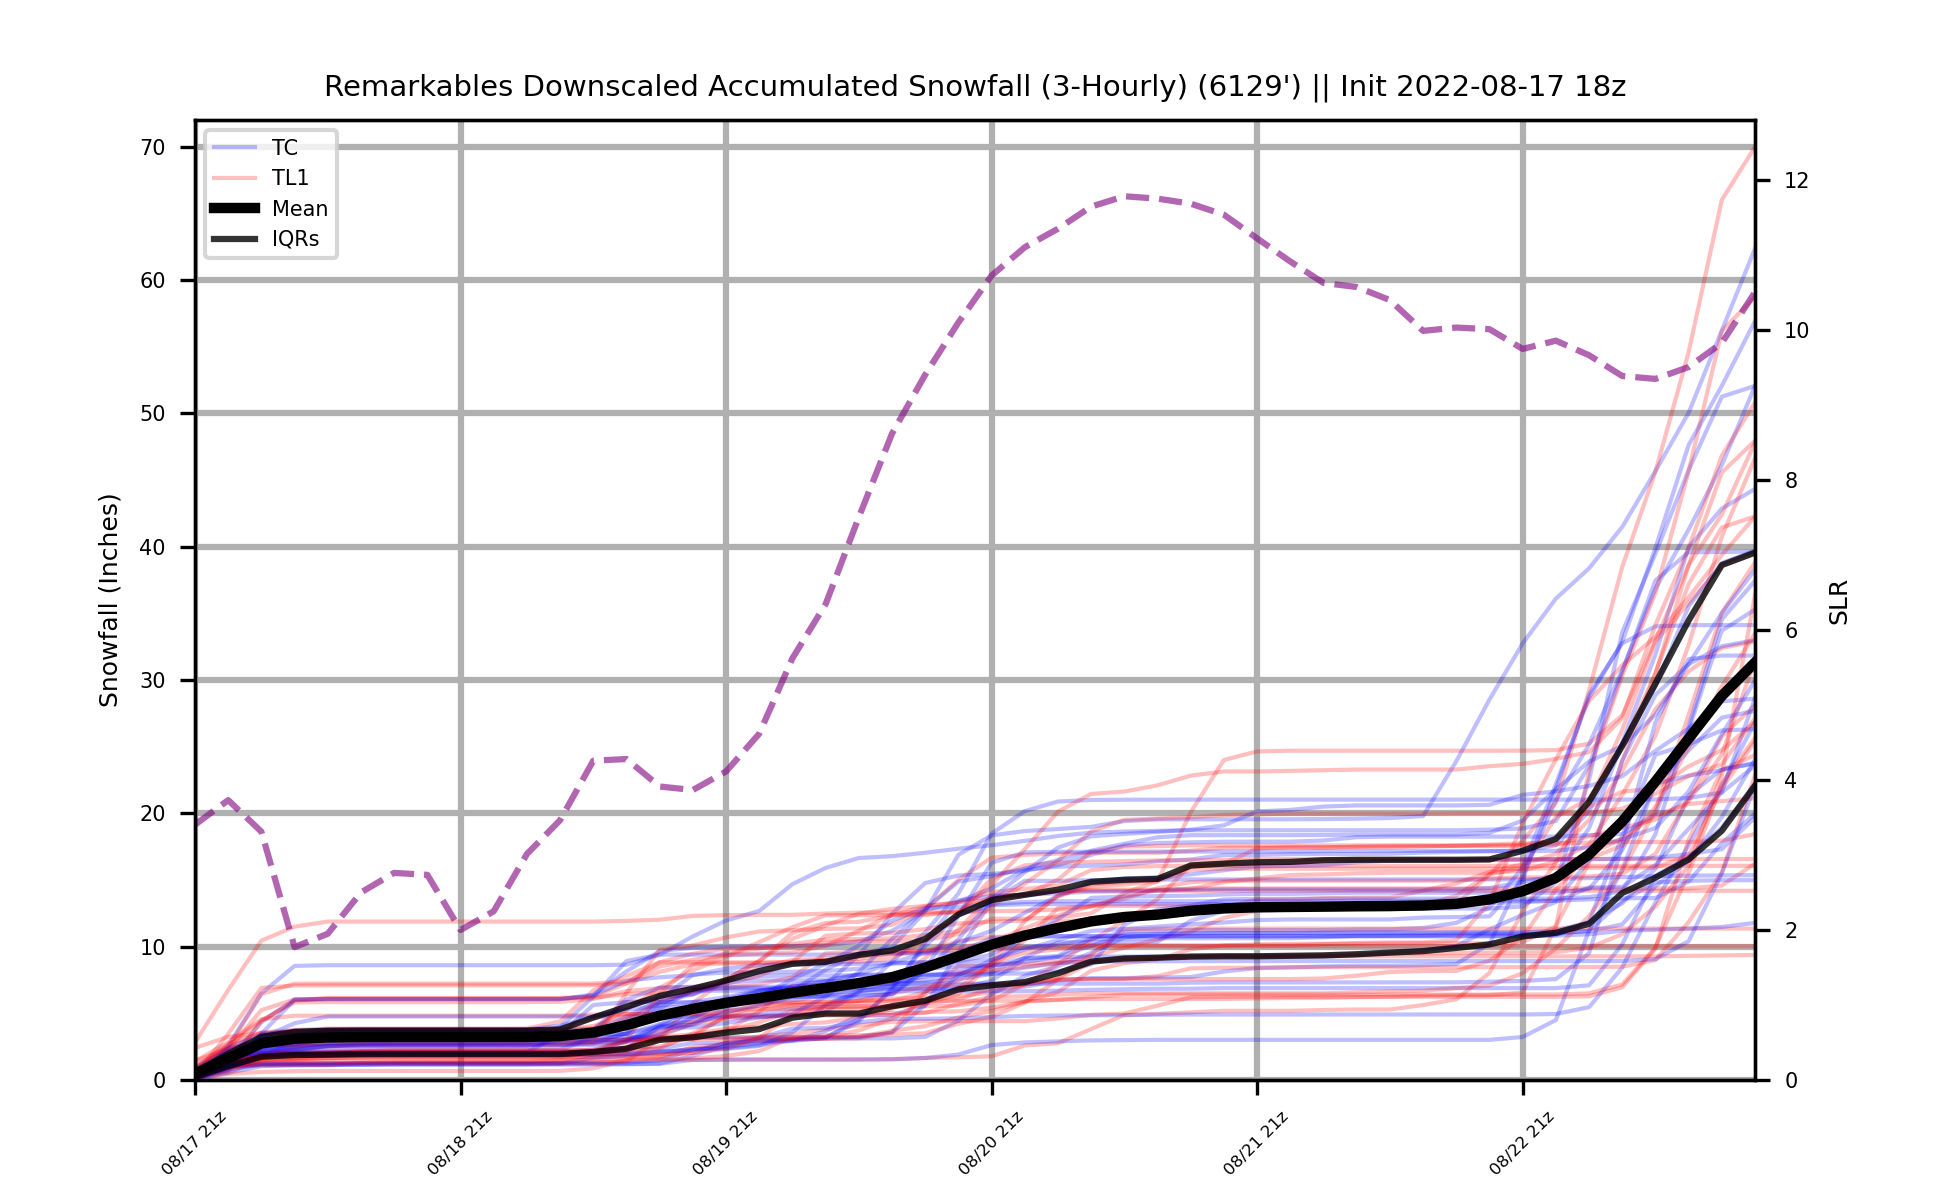 Remarkables Downscaled Accumulated Snowfall (3-Hourly) (6129') || Init 2022-08-17 18z
TC
TL1
Mean
IQRs
Snowfall (Inches)
70
60
50
40
30
20
10
0
SLR
12
10
8
6
4
2
0
08/17 21z
08/18 21z
08/19 21z
08/20 21z
08/21 21z
08/22 21z